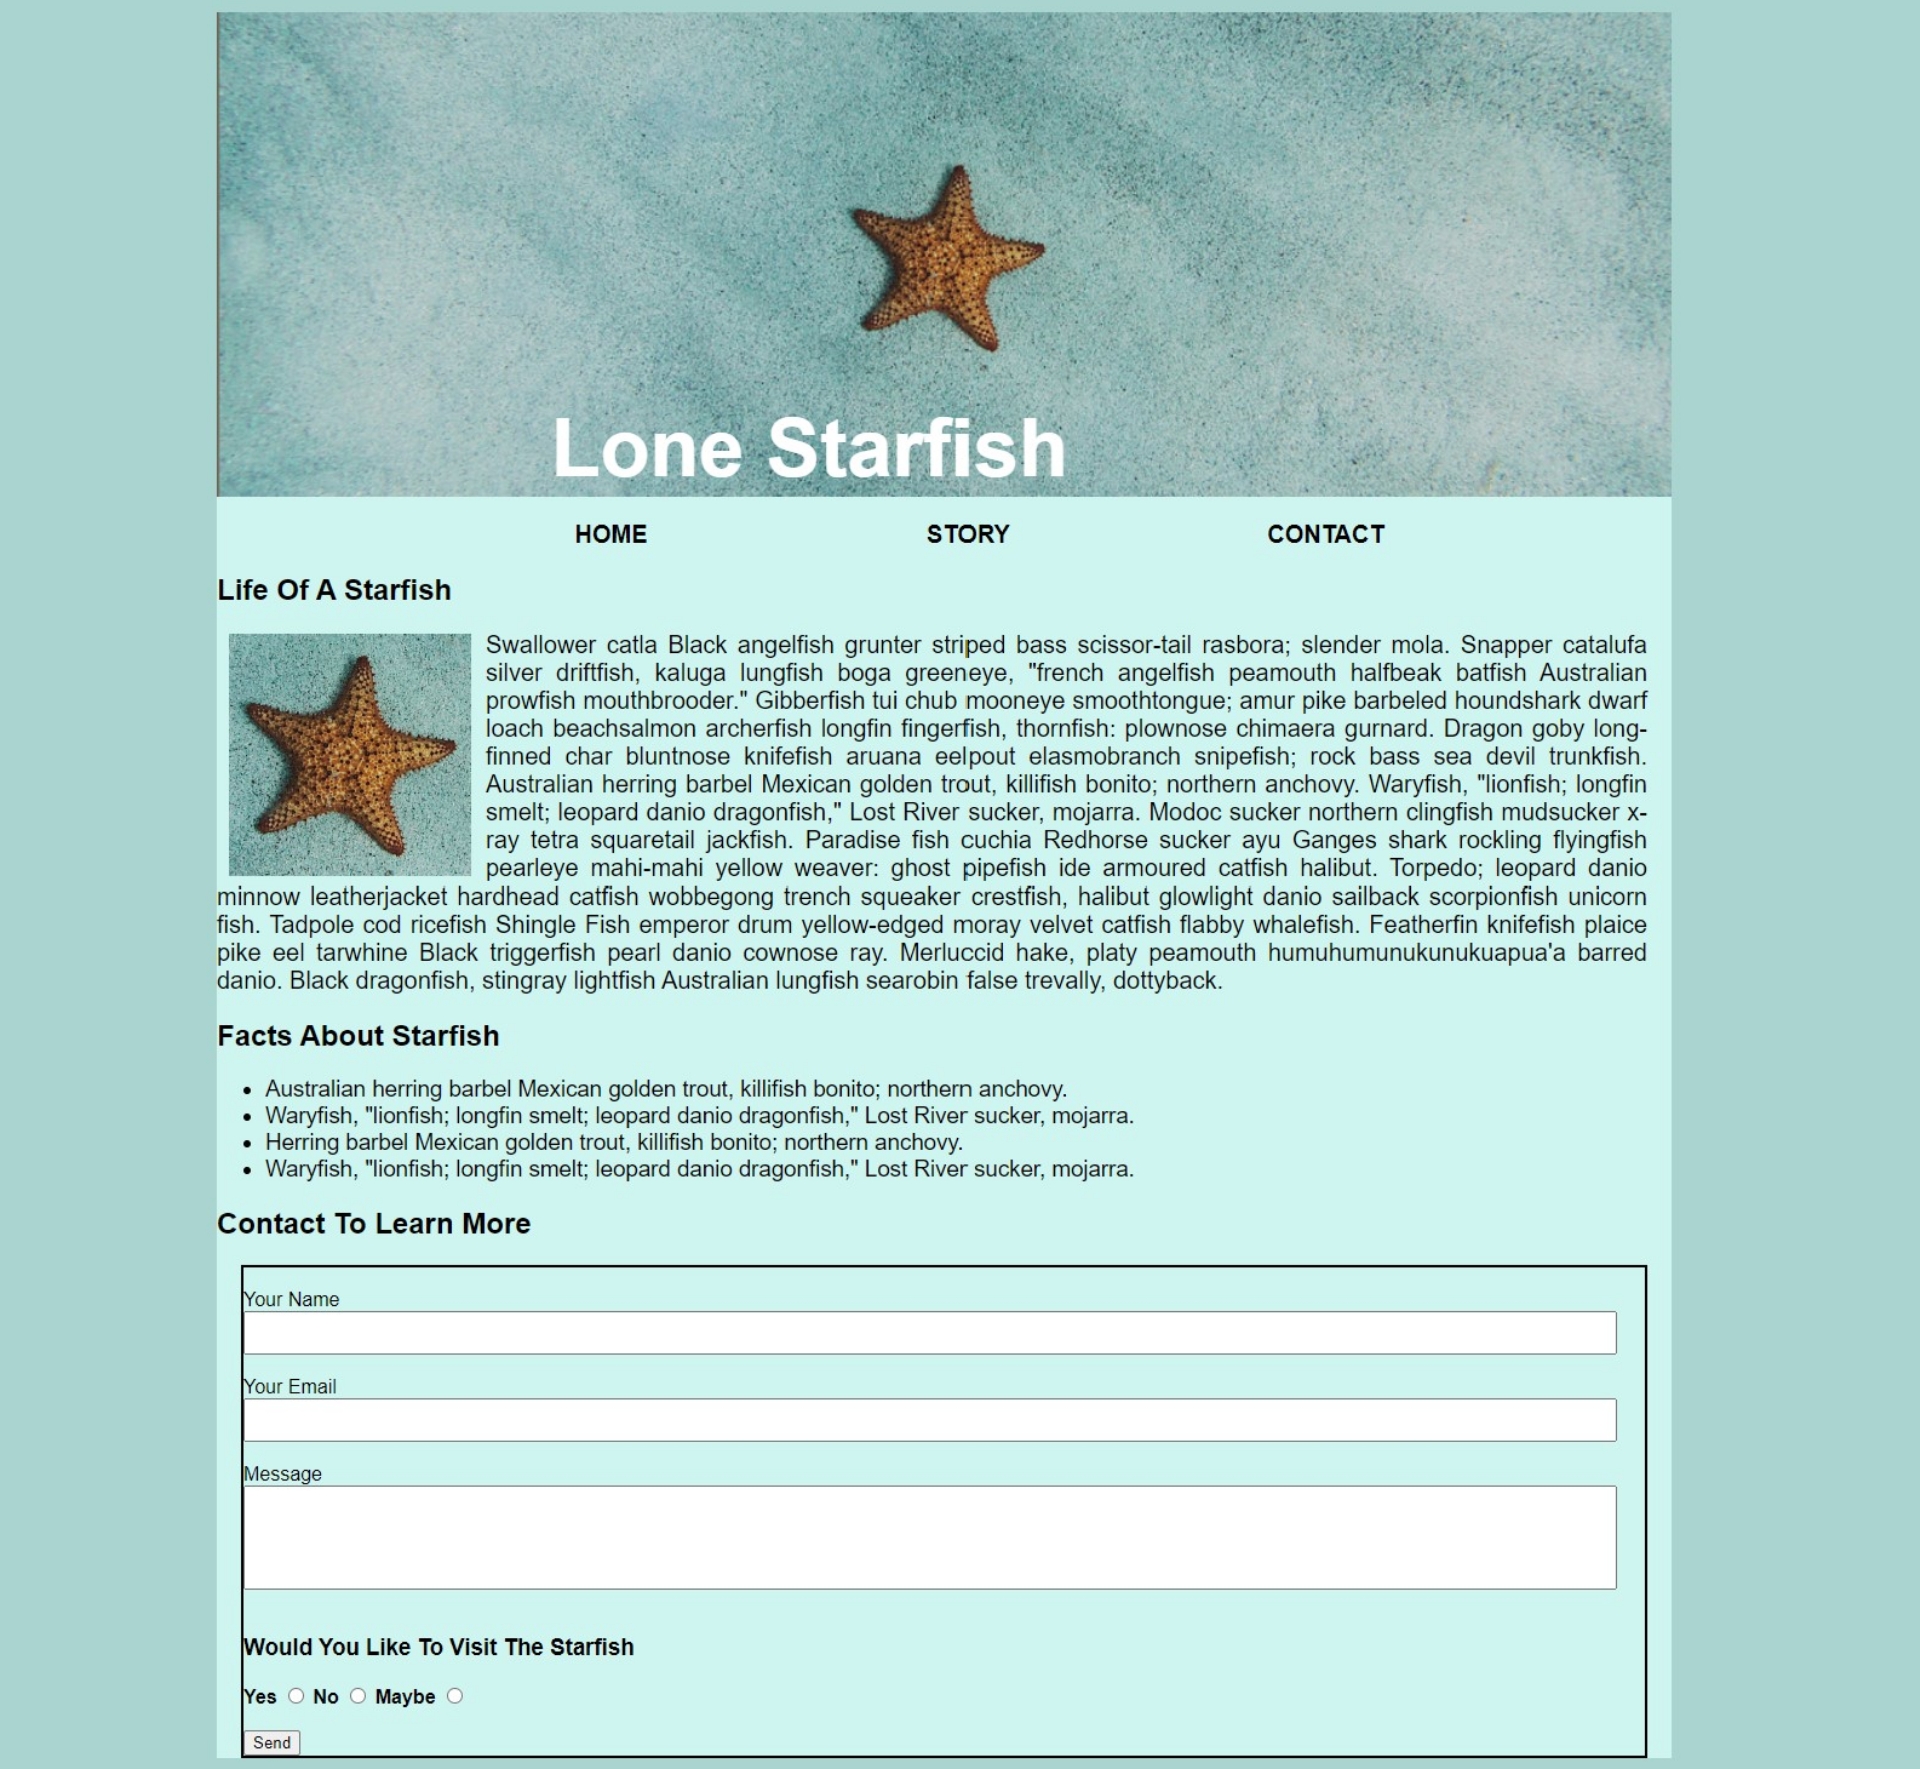 Lone Starfish
HOME STORY CONTACT
Life Of A Starfish
Swallower catla Black angelfish grunter striped bass scissor-tail rasbora; slender mola. Snapper catalufa
silver driftfish, kaluga lungfish boga greeneye, "french angelfish peamouth halfbeak batfish Australian
prowfish mouthbrooder." Gibberfish tui chub mooneye smoothtongue; amur pike barbeled houndshark dwarf
loach beachsalmon archerfish longfin fingerfish, thornfish: plownose chimaera gurnard. Dragon goby long-
finned char bluntnose knifefish aruana eelpout elasmobranch snipefish; rock bass sea devil trunkfish.
Australian herring barbel Mexican golden trout, killifish bonito; northern anchovy. Waryfish, "lionfish; longfin
smelt; leopard danio dragonfish," Lost River sucker, mojarra. Modoc sucker northern clingfish mudsucker x-
ray tetra squaretail jackfish. Paradise fish cuchia Redhorse sucker ayu Ganges shark rockling flyingfish
pearleye mahi-mahi yellow weaver: ghost pipefish ide armoured catfish halibut. Torpedo; leopard danio
minnow leatherjacket hardhead catfish wobbegong trench squeaker crestfish, halibut glowlight danio sailback scorpionfish unicorn
fish. Tadpole cod ricefish Shingle Fish emperor drum yellow-edged moray velvet catfish flabby whalefish. Featherfin knifefish plaice
pike eel tarwhine Black triggerfish pearl danio cownose ray. Merluccid hake, platy peamouth humuhumunukunukuapua'a barred
danio. Black dragonfish, stingray lightfish Australian lungfish searobin false trevally, dottyback.
Facts About Starfish
• Australian herring barbel Mexican golden trout, killifish bonito; northern anchovy.
• Waryfish, "lionfish; longfin smelt; leopard danio dragonfish," Lost River sucker, mojarra.
• Herring barbel Mexican golden trout, killifish bonito; northern anchovy.
• Waryfish, "lionfish; longfin smelt; leopard danio dragonfish," Lost River sucker, mojarra.
Contact To Learn More
Your Name
Your Email
Message
Would You Like To Visit The Starfish
Yes No Maybe
Send